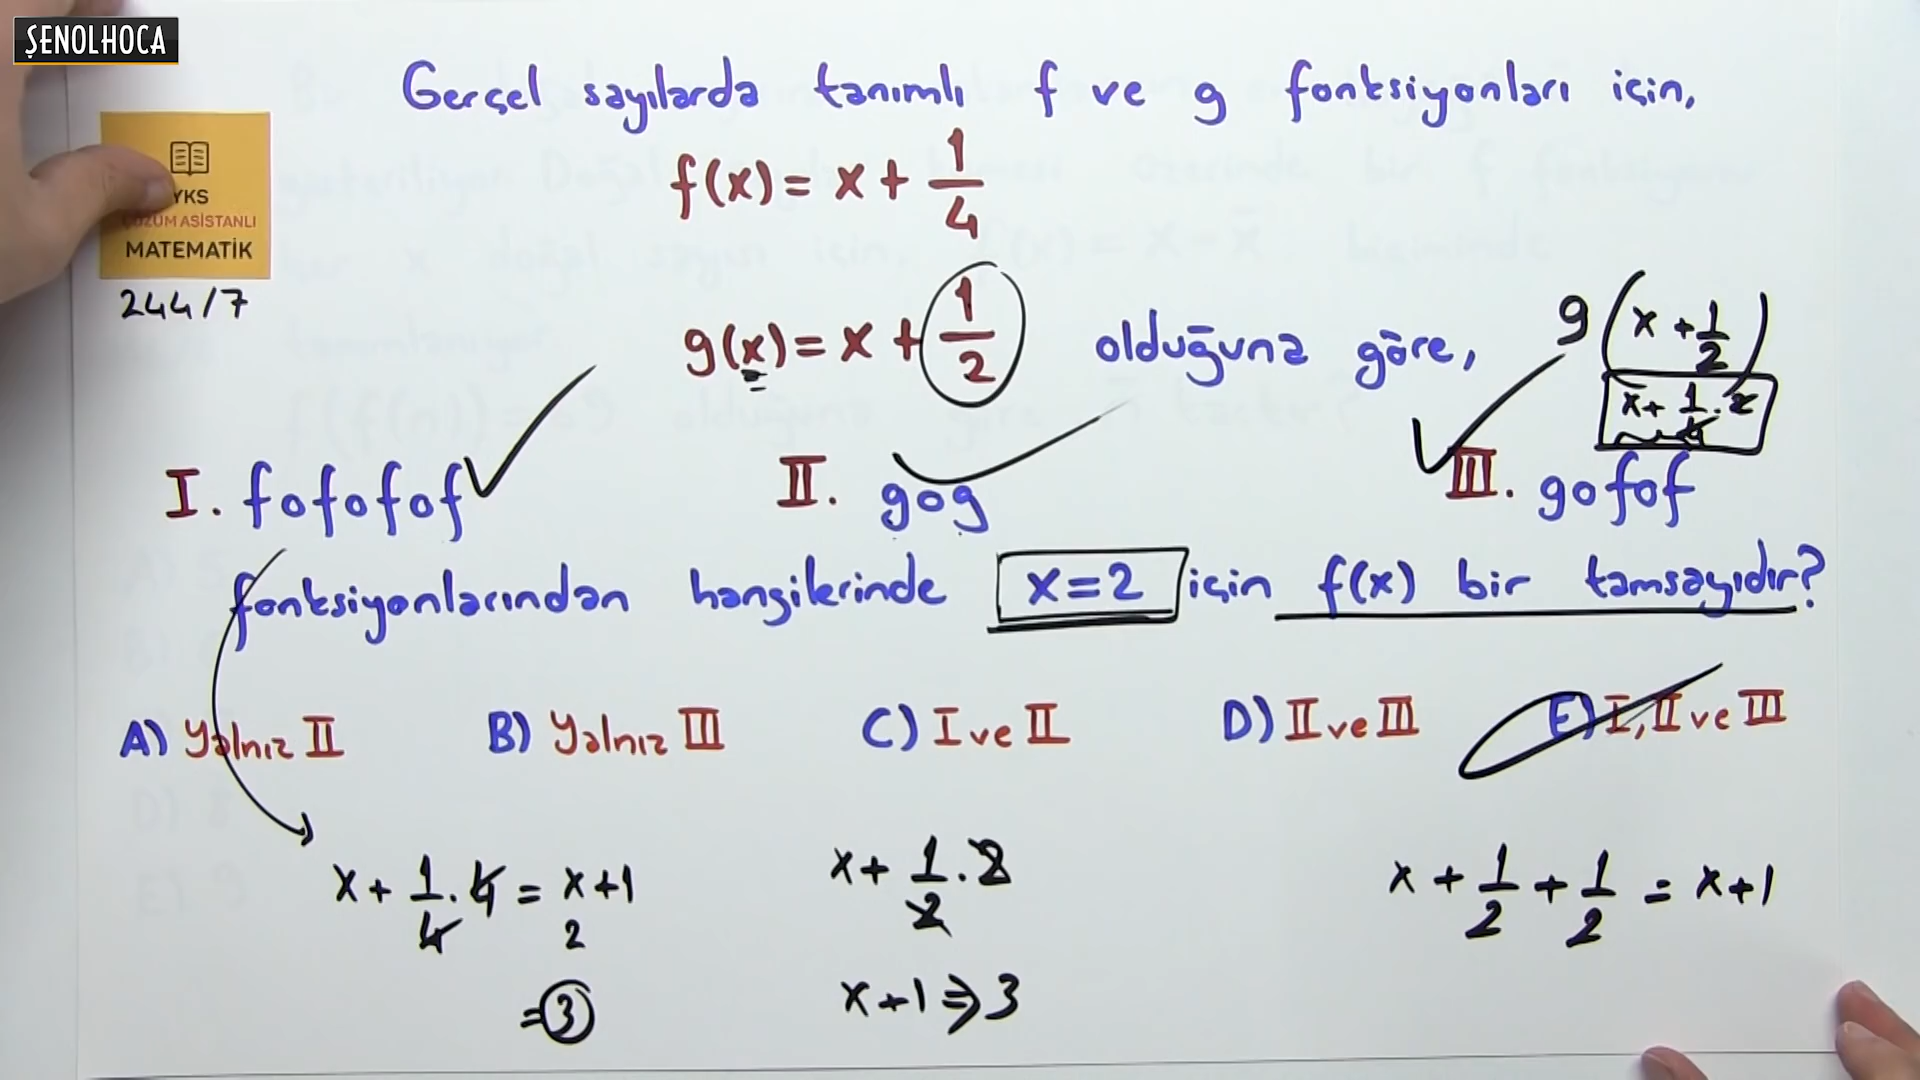 ŞENOLHOCA
Gerçel sayılarda tanımlı f ve g fonksiyonları için,
YKS
ÇÖZÜM ASİSTANLI
MATEMATİK
244/7
f(x) = x + 1/4
g(x) = x + 1/2 olduğuna göre,
g(x + 1/2)
x + 1/4 . 2
I. fofofof II. gog III. gofof
fonksiyonlarından hangilerinde x=2 için f(x) bir tamsayıdır?
A) Yalnız II B) Yalnız III C) I ve II D) II ve III E) I, II ve III
x + 1/4 . 4 = x+1
2
=3
x + 1/2 . 2
x+1 ⇒ 3
x + 1/2 + 1/2 = x+1